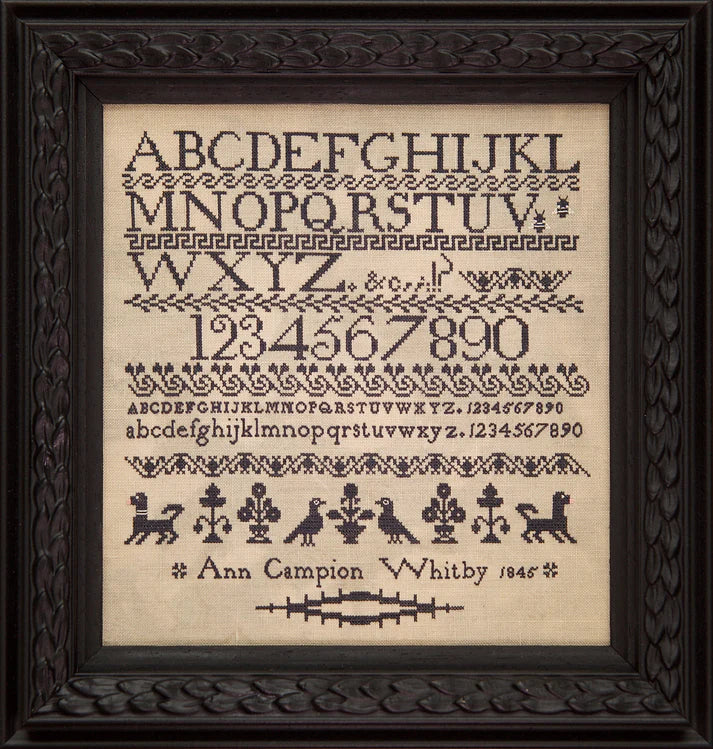 ABCDEFGHIJKL
MNOPQRSTUV
WXYZ. &c,;.!?
1234567890
ABCDEFGHIJKLMNOPQRSTUVWXYZ. 1234567890
abcdefghijklmnopqrstuvwxyz. 1234567890
Ann Campion Whitby 1845